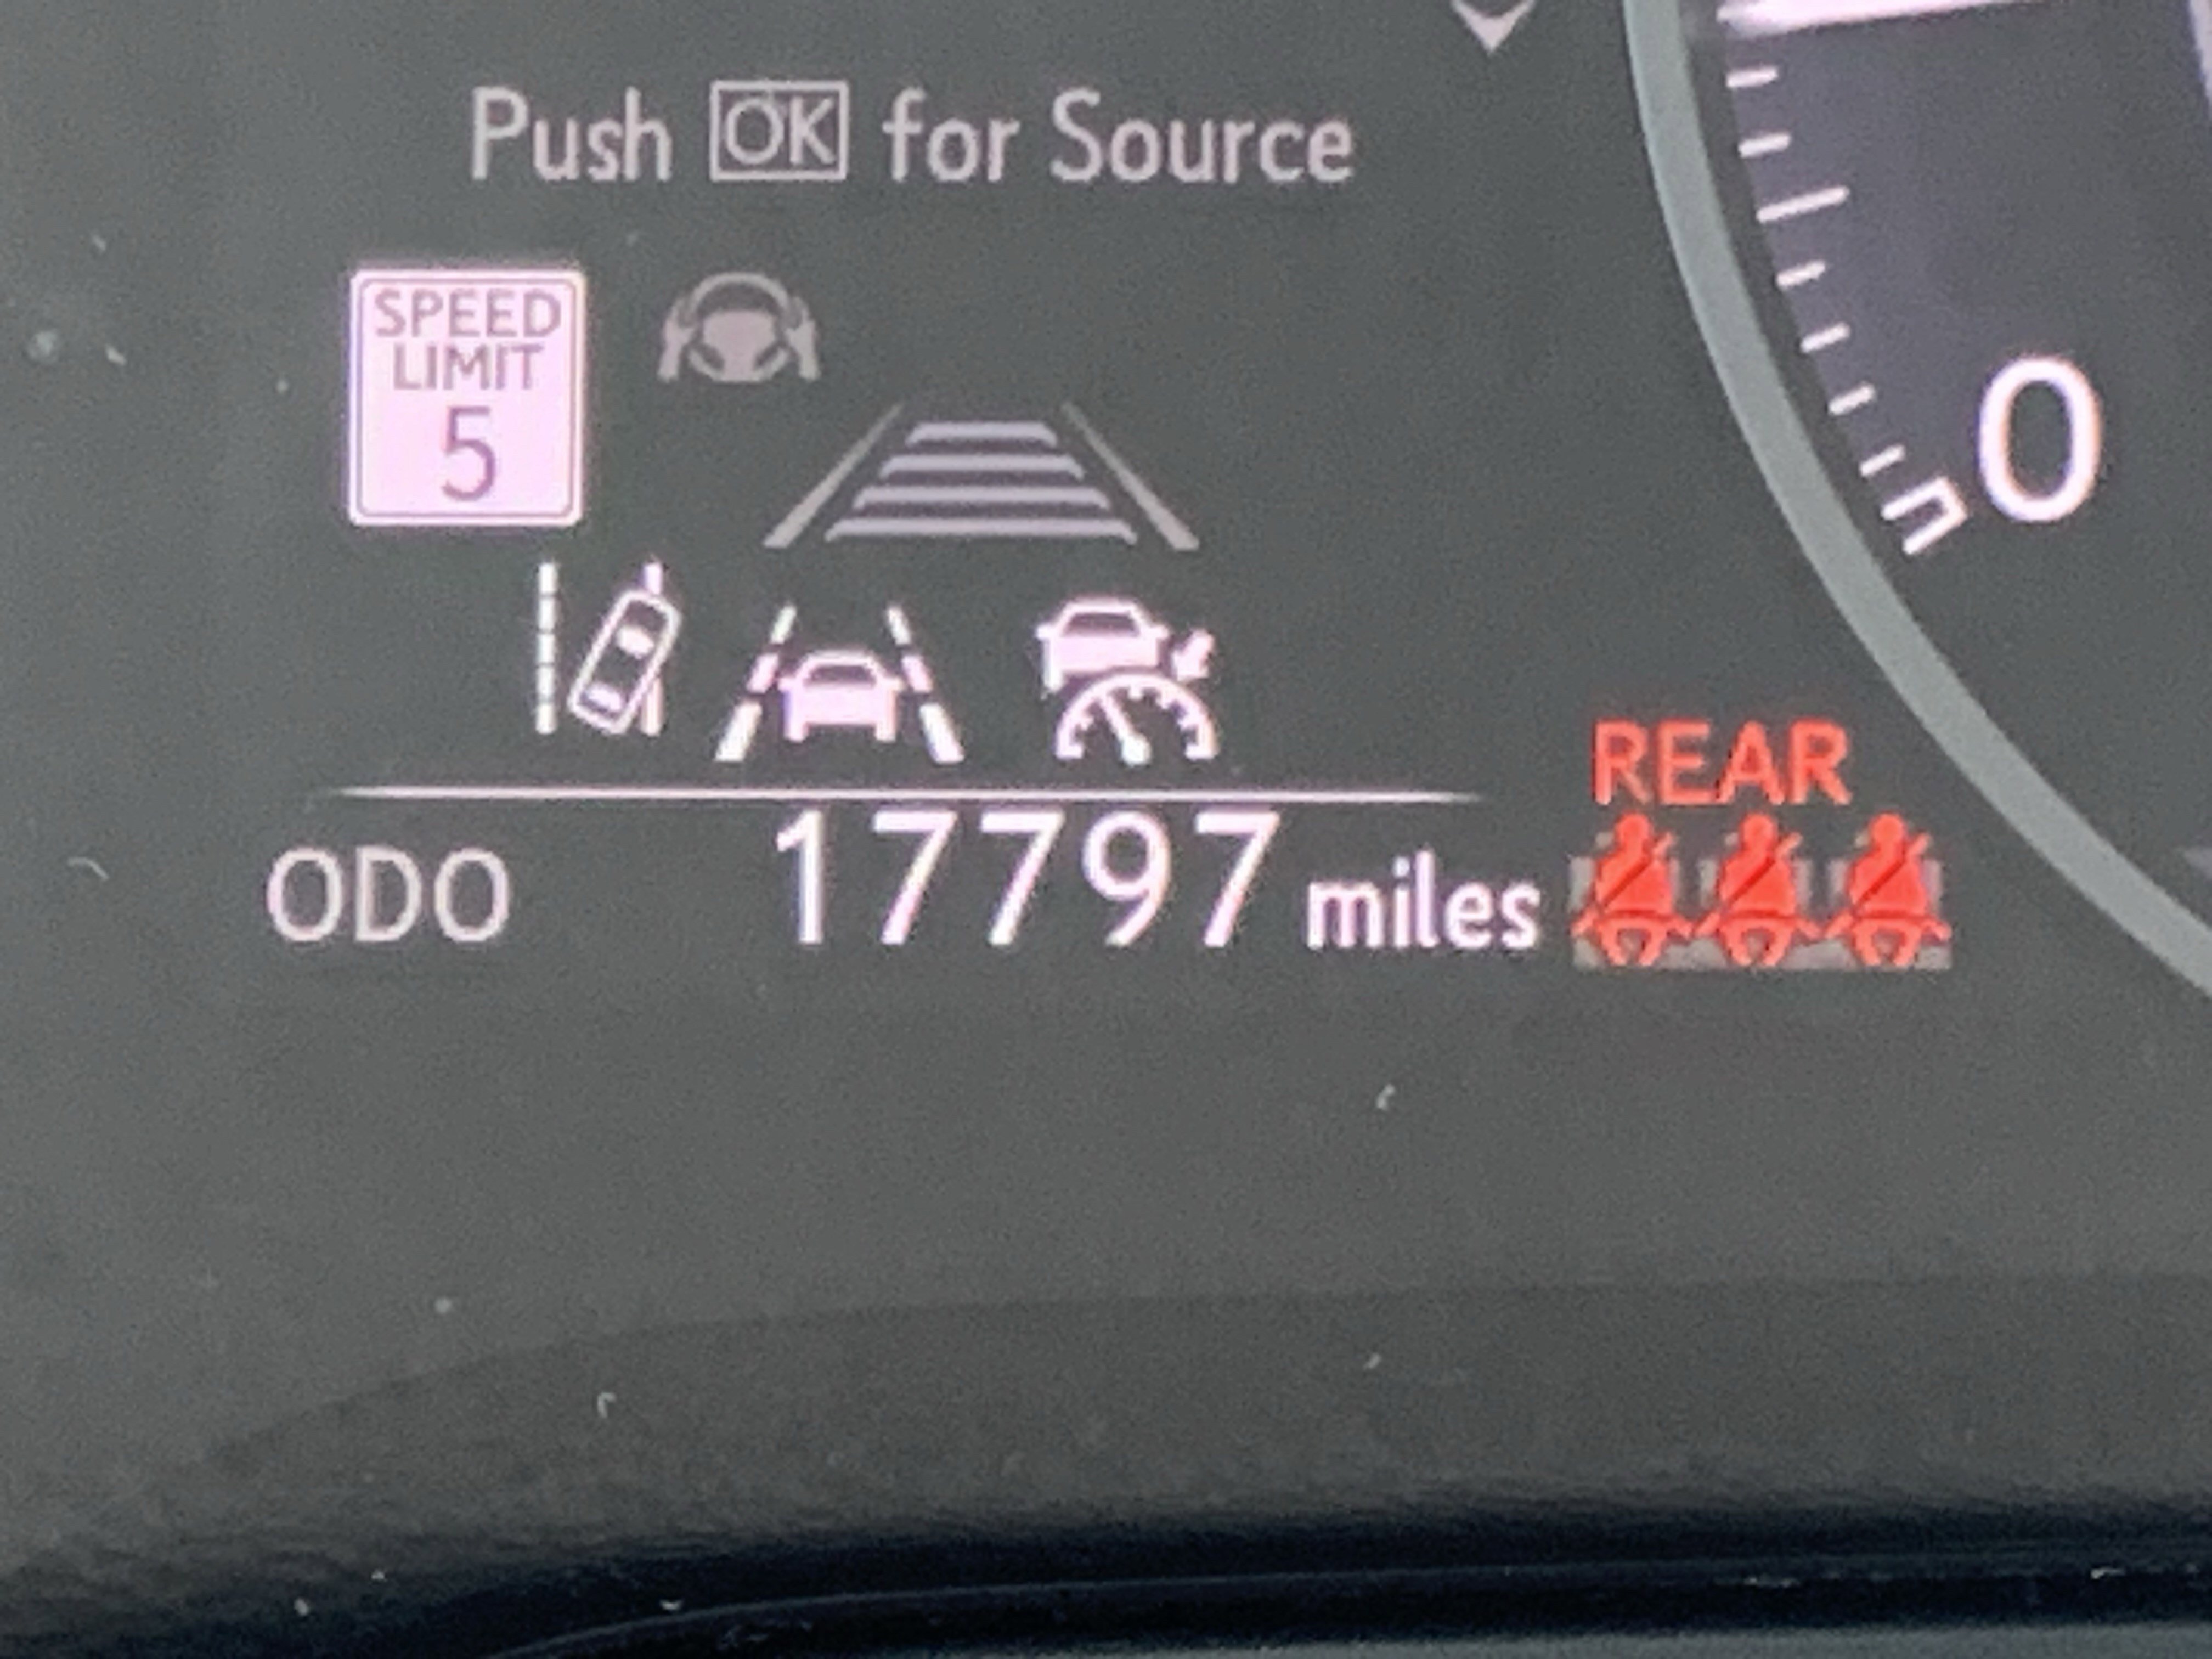 Push OK for Source
SPEED
LIMIT
5
0
REAR
ODO 17797 miles